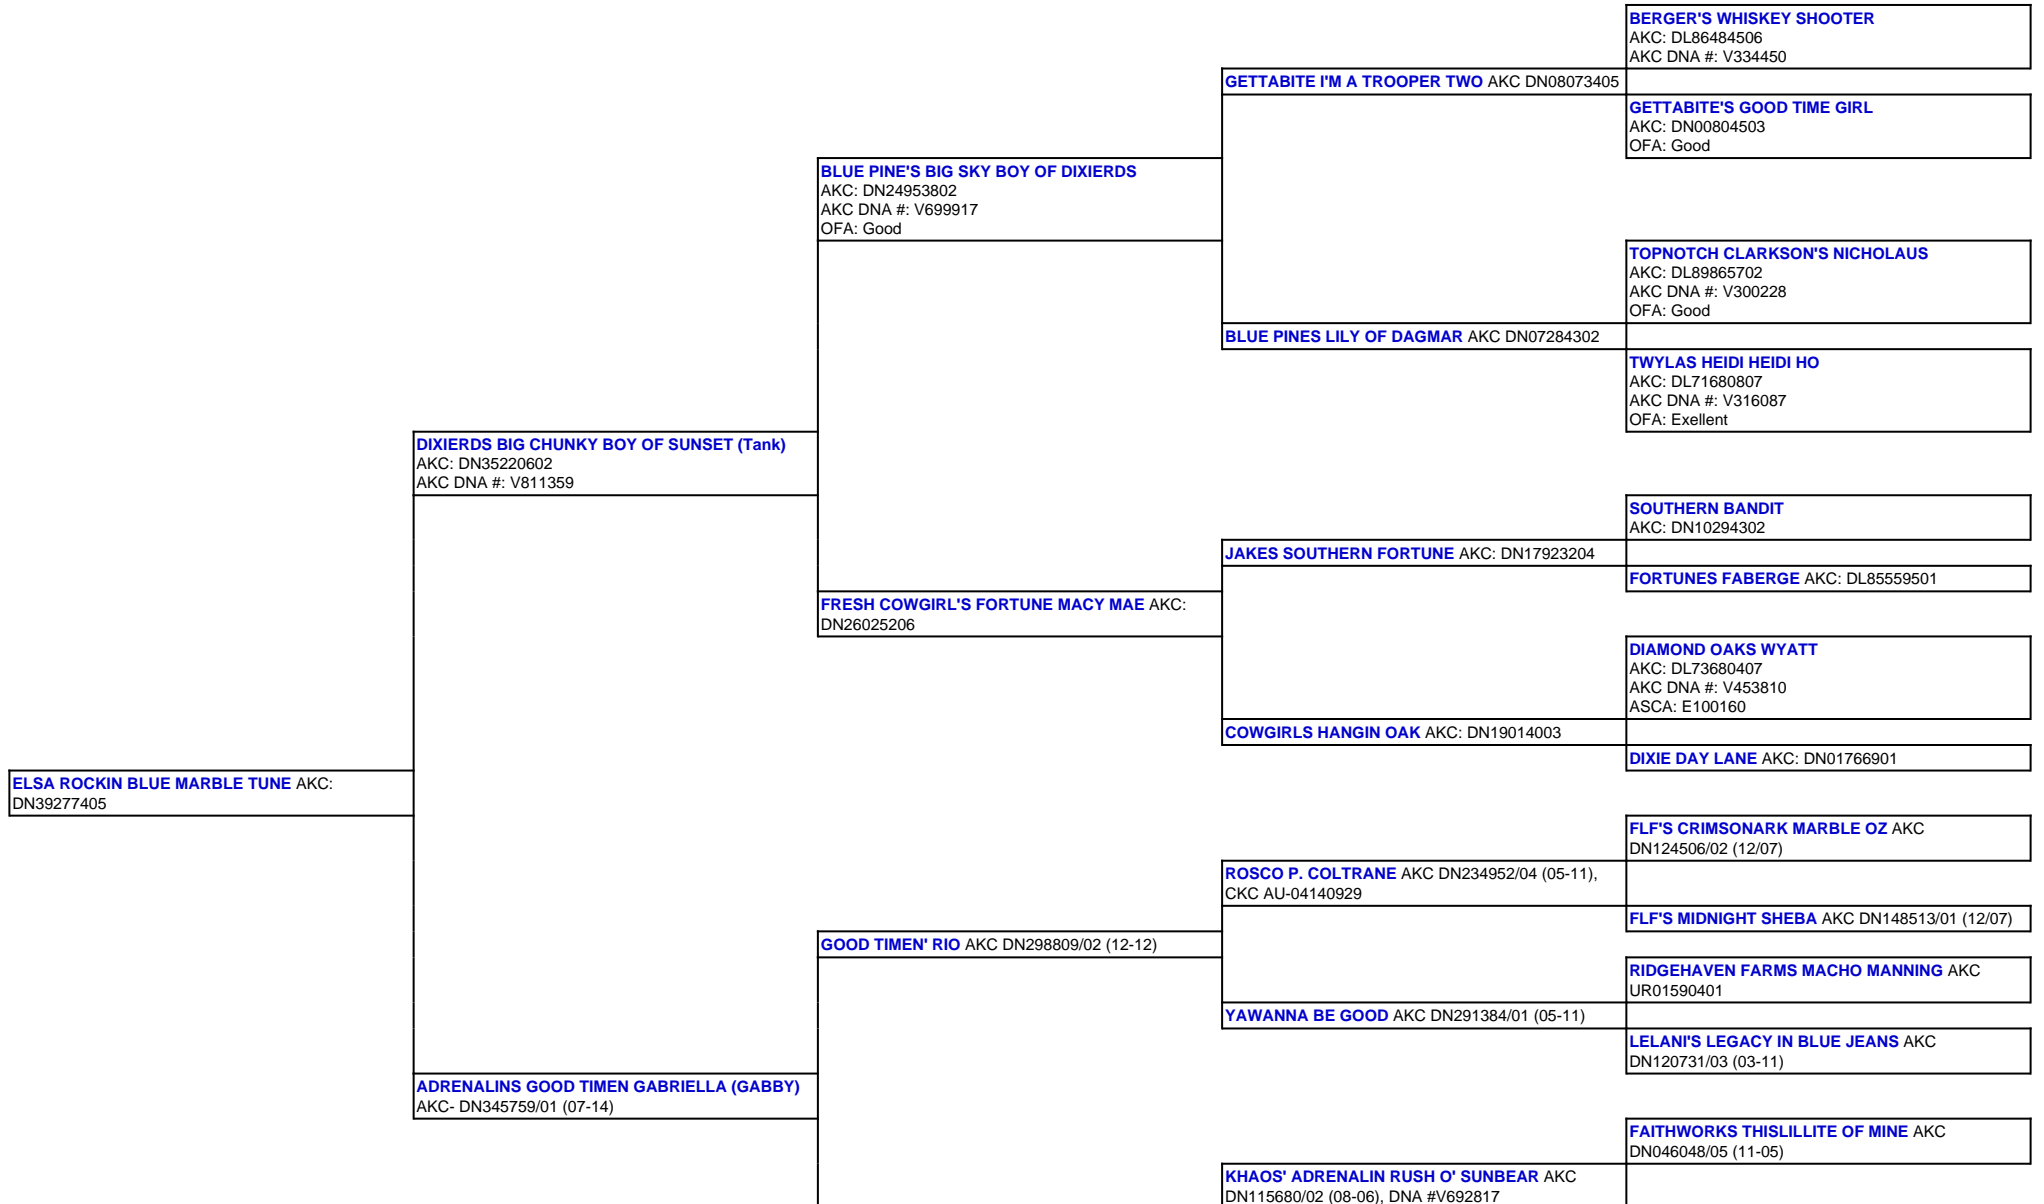 BERGER'S WHISKEY SHOOTER
AKC: DL86484506
AKC DNA #: V334450
GETTABITE I'M A TROOPER TWO AKC DN08073405
GETTABITE'S GOOD TIME GIRL
AKC: DN00804503
OFA: Good
BLUE PINE'S BIG SKY BOY OF DIXIERDS
AKC: DN24953802
AKC DNA #: V699917
OFA: Good
TOPNOTCH CLARKSON'S NICHOLAUS
AKC: DL89865702
AKC DNA #: V300228
OFA: Good
BLUE PINES LILY OF DAGMAR AKC DN07284302
TWYLAS HEIDI HEIDI HO
AKC: DL71680807
AKC DNA #: V316087
OFA: Exellent
DIXIERDS BIG CHUNKY BOY OF SUNSET (Tank)
AKC: DN35220602
AKC DNA #: V811359
SOUTHERN BANDIT
AKC: DN10294302
JAKES SOUTHERN FORTUNE AKC: DN17923204
FORTUNES FABERGE AKC: DL85559501
FRESH COWGIRL'S FORTUNE MACY MAE AKC:
DN26025206
DIAMOND OAKS WYATT
AKC: DL73680407
AKC DNA #: V453810
ASCA: E100160
COWGIRLS HANGIN OAK AKC: DN19014003
DIXIE DAY LANE AKC: DN01766901
ELSA ROCKIN BLUE MARBLE TUNE AKC:
DN39277405
FLF'S CRIMSONARK MARBLE OZ AKC
DN124506/02 (12/07)
ROSCO P. COLTRANE AKC DN234952/04 (05-11),
CKC AU-04140929
FLF'S MIDNIGHT SHEBA AKC DN148513/01 (12/07)
GOOD TIMEN' RIO AKC DN298809/02 (12-12)
RIDGEHAVEN FARMS MACHO MANNING AKC
UR01590401
YAWANNA BE GOOD AKC DN291384/01 (05-11)
LELANI'S LEGACY IN BLUE JEANS AKC
DN120731/03 (03-11)
ADRENALINS GOOD TIMEN GABRIELLA (GABBY)
AKC- DN345759/01 (07-14)
FAITHWORKS THISLILLITE OF MINE AKC
DN046048/05 (11-05)
KHAOS' ADRENALIN RUSH O' SUNBEAR AKC
DN115680/02 (08-06), DNA #V692817